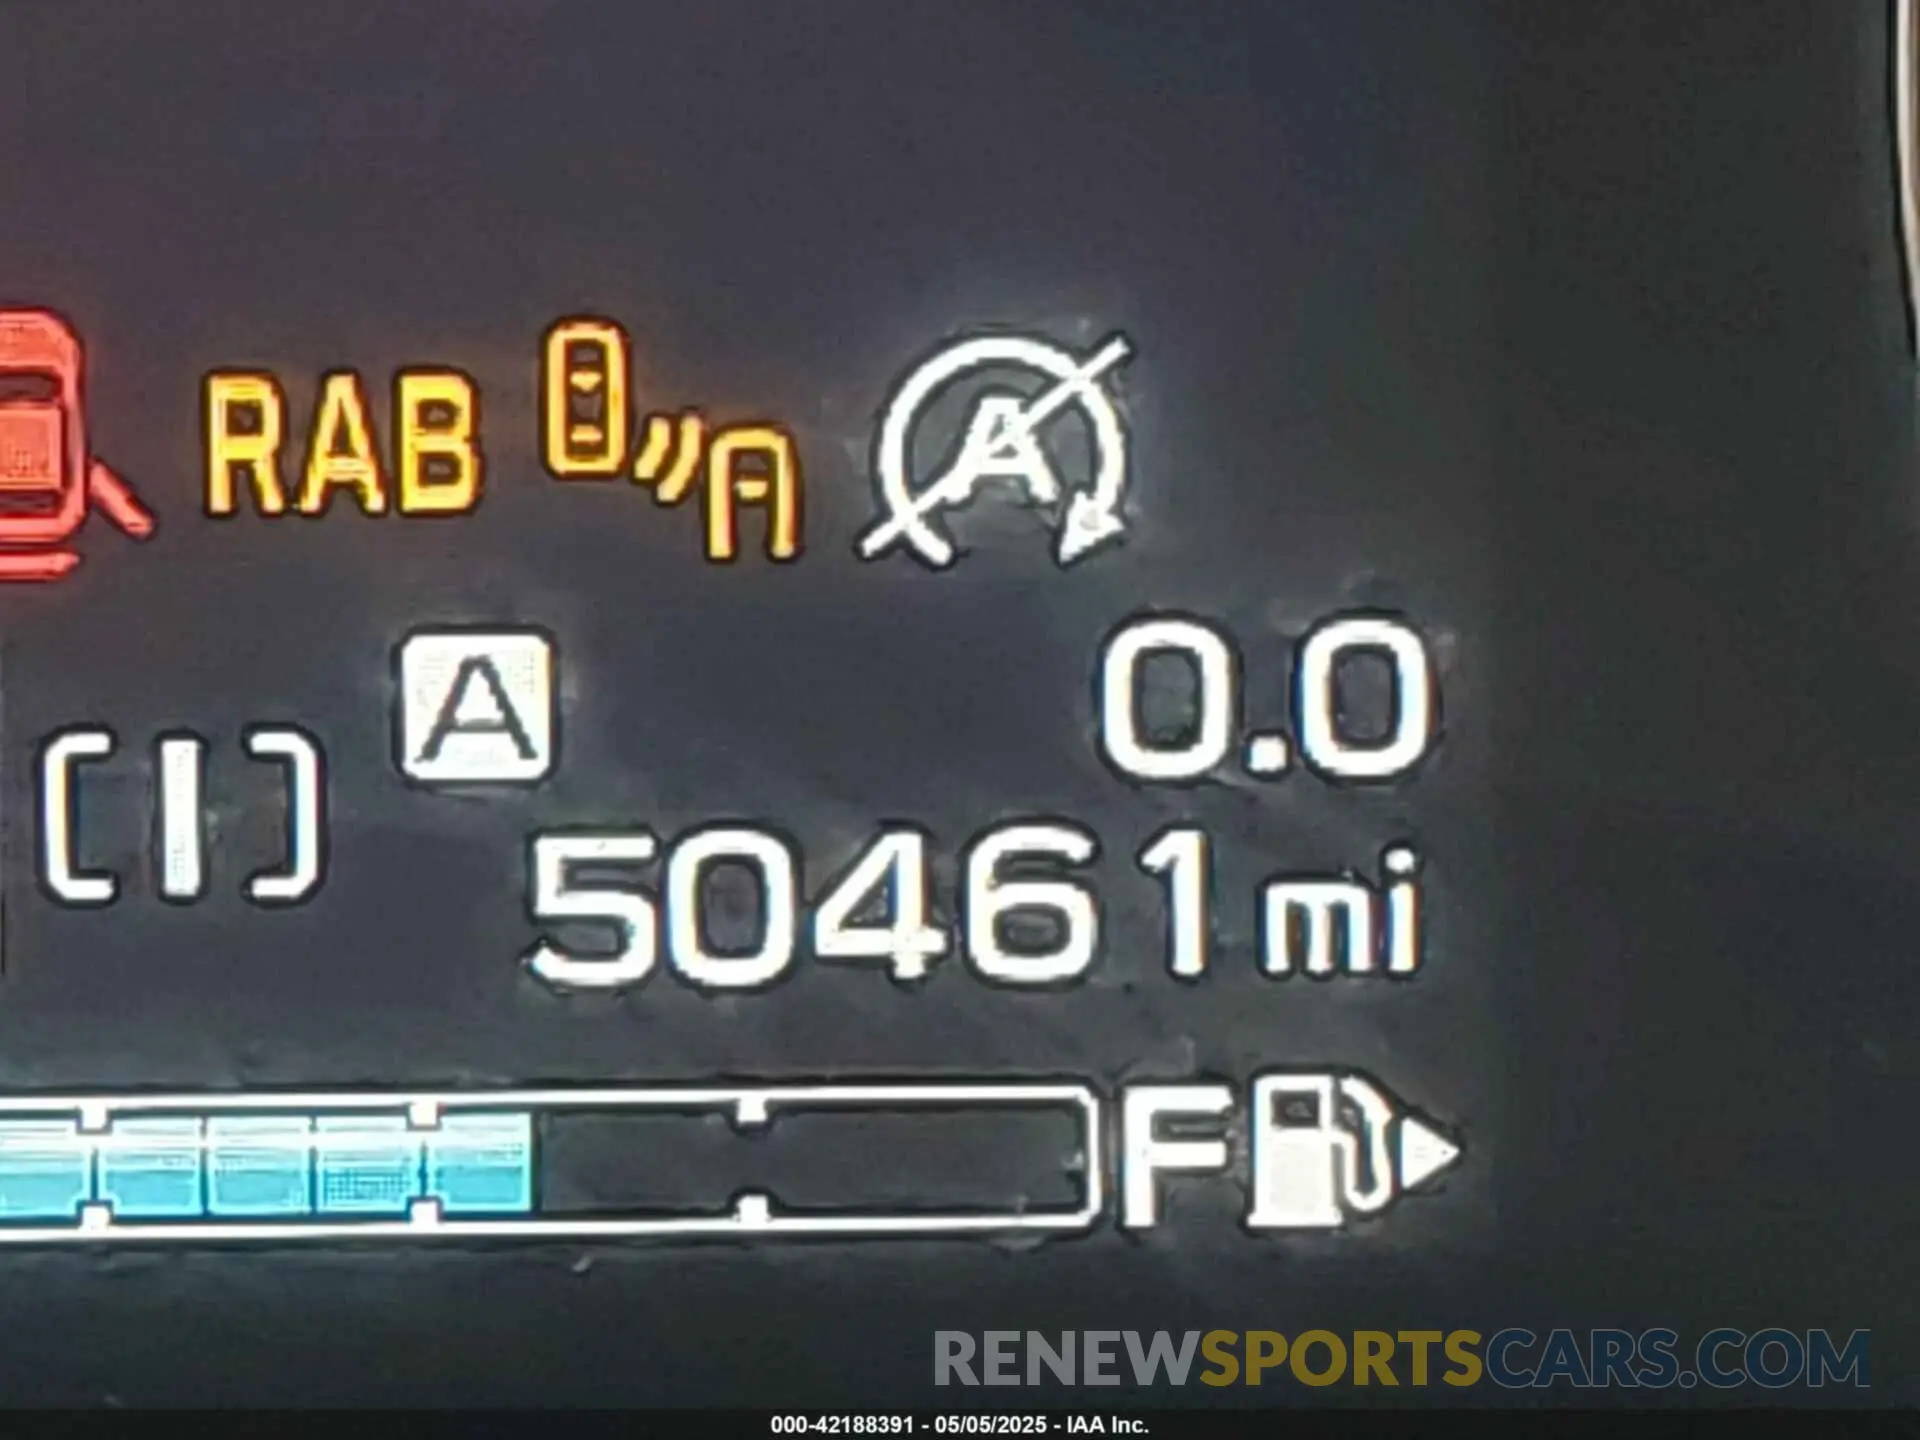 RAB
A
A
0.0
[I]
50461 mi
F
RENEWSPORTSCARS.COM
000-42188391 - 05/05/2025 - IAA Inc.